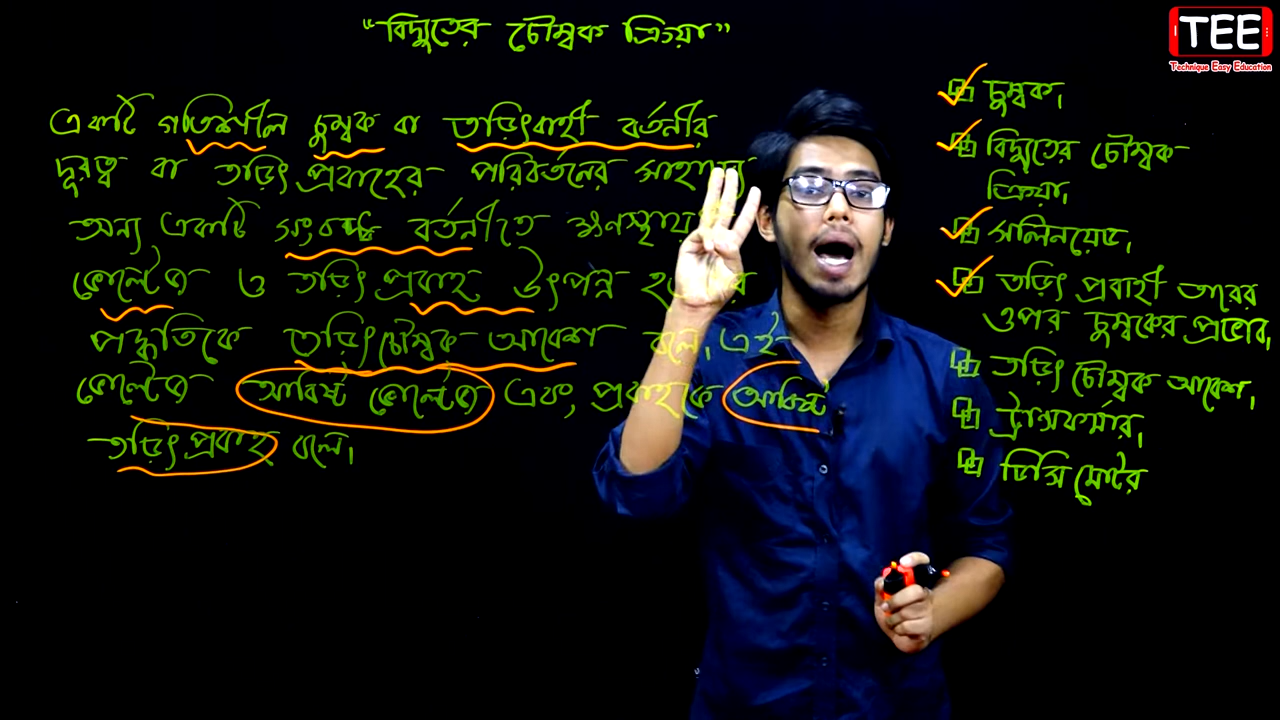 “বিদ্যুতের চৌম্বক ক্রিয়া”
একটি গতিশীল চুম্বক বা তড়িৎবাহী বর্তনীর
দূরত্ব বা তড়িৎ প্রবাহের পরিবর্তনের সাহায্যে
অন্য একটি সংবদ্ধ বর্তনীতে ক্ষণস্থায়ী
ভোল্টেজ ও তড়িৎ প্রবাহ উৎপন্ন হওয়ার
পদ্ধতিকে তড়িৎচৌম্বক আবেশ বলে। এই
ভোল্টেজ আবিষ্ট ভোল্টেজ এবং প্রবাহকে আবিষ্ট
তড়িৎ প্রবাহ বলে।
TEE
Technique Easy Education
চুম্বক।
বিদ্যুতের চৌম্বক
ক্রিয়া।
সলিনয়েড।
তড়িৎ প্রবাহী তারের
ওপর চুম্বকের প্রভাব।
তড়িৎ চৌম্বক আবেশ।
ট্রান্সফর্মার।
ডিসি মোটর